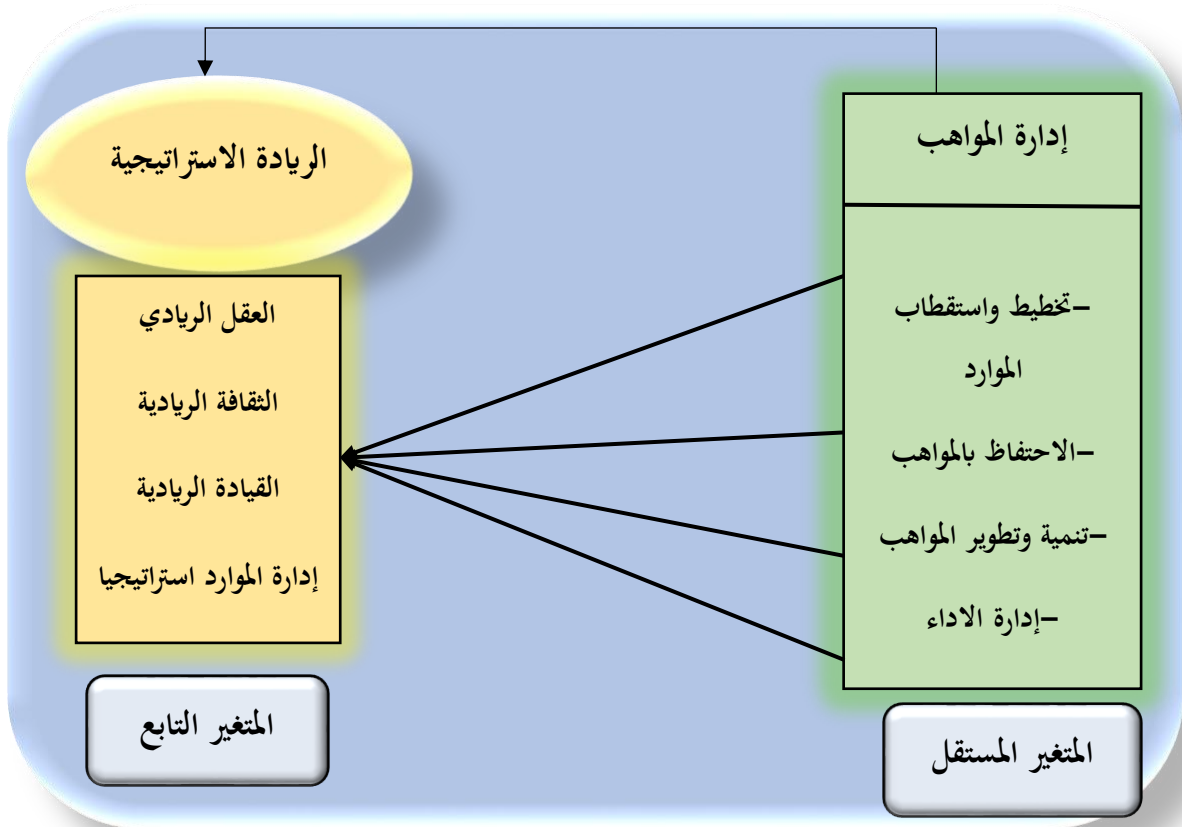 إدارة المواهب
–تخطيط واستقطاب
الموارد
–الاحتفاظ بالمواهب
–تنمية وتطوير المواهب
–إدارة الاداء
المتغير المستقل
الريادة الاستراتيجية
العقل الريادي
الثقافة الريادية
القيادة الريادية
إدارة الموارد استراتيجيا
المتغير التابع